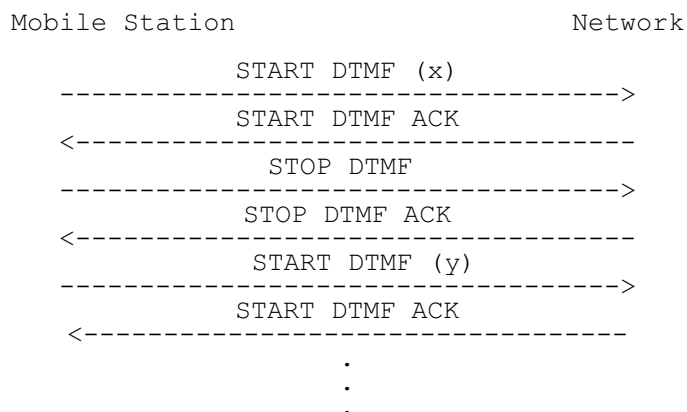 Mobile Station Network
START DTMF (x)
----------------------------------->
START DTMF ACK
<-----------------------------------
STOP DTMF
----------------------------------->
STOP DTMF ACK
<-----------------------------------
START DTMF (y)
----------------------------------->
START DTMF ACK
<-----------------------------------
.
.
.